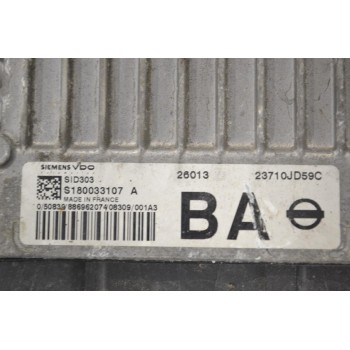 SIEMENS VDO
SID303 26013 23710JD59C
S180033107 A
MADE IN FRANCE
BA